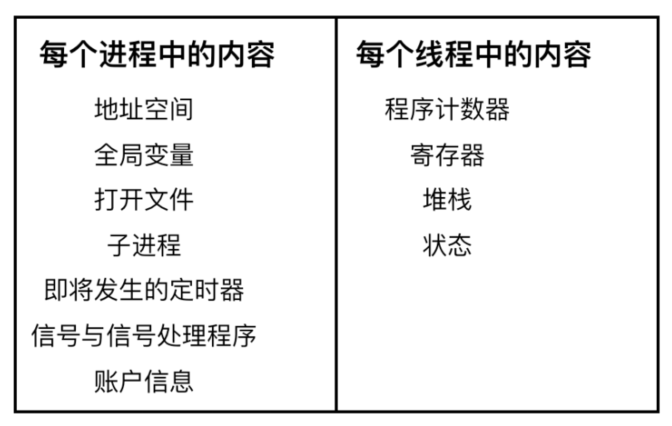 每个进程中的内容
地址空间
全局变量
打开文件
子进程
即将发生的定时器
信号与信号处理程序
账户信息
每个线程中的内容
程序计数器
寄存器
堆栈
状态